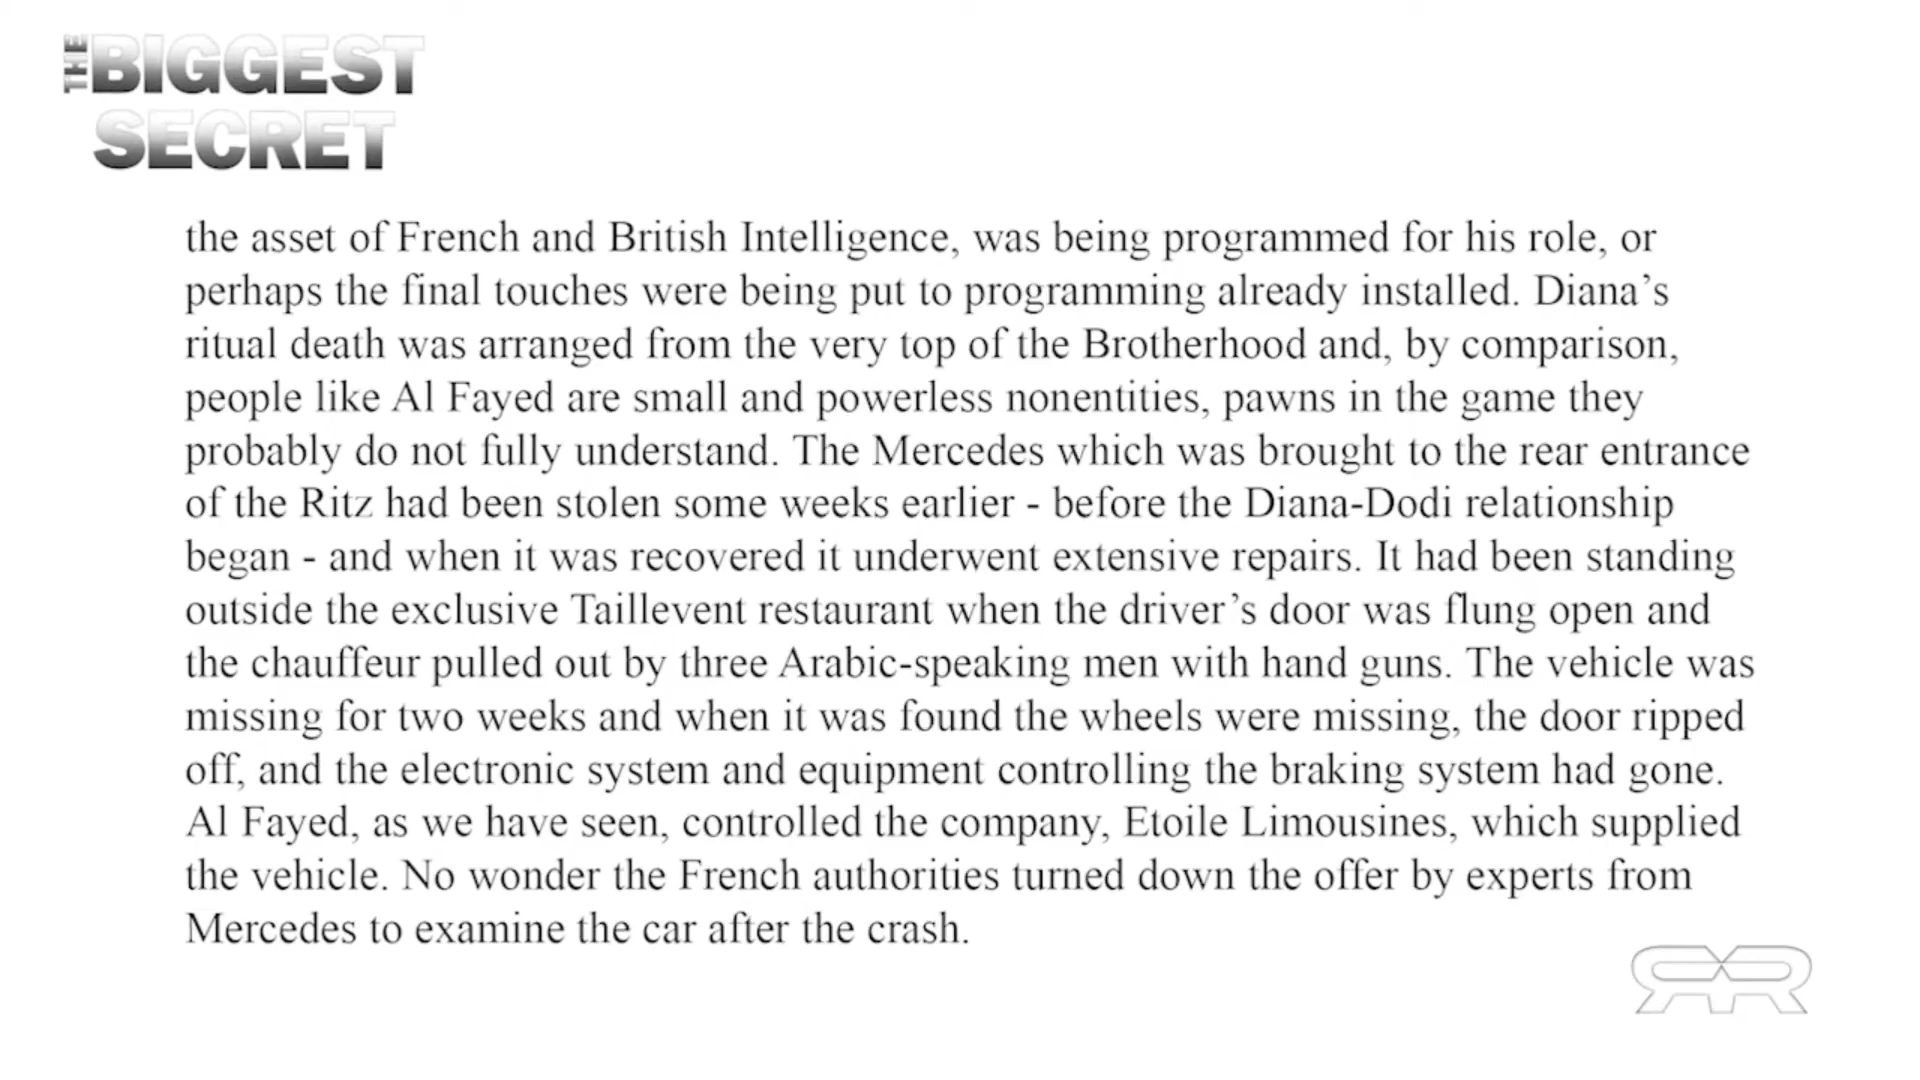 THE BIGGEST
SECRET
the asset of French and British Intelligence, was being programmed for his role, or
perhaps the final touches were being put to programming already installed. Diana’s
ritual death was arranged from the very top of the Brotherhood and, by comparison,
people like Al Fayed are small and powerless nonentities, pawns in the game they
probably do not fully understand. The Mercedes which was brought to the rear entrance
of the Ritz had been stolen some weeks earlier - before the Diana-Dodi relationship
began - and when it was recovered it underwent extensive repairs. It had been standing
outside the exclusive Taillevent restaurant when the driver’s door was flung open and
the chauffeur pulled out by three Arabic-speaking men with hand guns. The vehicle was
missing for two weeks and when it was found the wheels were missing, the door ripped
off, and the electronic system and equipment controlling the braking system had gone.
Al Fayed, as we have seen, controlled the company, Etoile Limousines, which supplied
the vehicle. No wonder the French authorities turned down the offer by experts from
Mercedes to examine the car after the crash.
RR